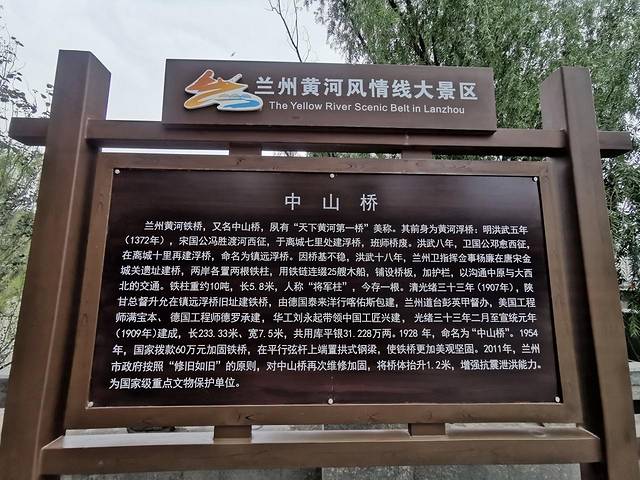 兰州黄河风情线大景区
The Yellow River Scenic Belt in Lanzhou
中山桥
兰州黄河铁桥，又名中山桥，夙有“天下黄河第一桥”美称。其前身为黄河浮桥：明洪武五年
（1372年），宋国公冯胜渡河西征，于离城七里处建浮桥，班师桥废。洪武八年，卫国公邓愈西征，
在离城十里再建浮桥，命名为镇远浮桥。因桥基不稳，洪武十八年，兰州卫指挥佥事杨廉在唐宋金
城关遗址建桥，两岸各置两根铁柱，用铁链连缀25艘木船，铺设桥板，加护栏，以沟通中原与大西
北的交通。铁柱重约10吨，长5.8米，人称“将军柱”，今存一根。清光绪三十三年（1907年），陕
甘总督升允在镇远浮桥旧址建铁桥，由德国泰来洋行喀佑斯包建，兰州道台彭英甲督办，美国工程
师满宝本、德国工程师德罗作领工，华工刘永起带领中国工匠兴建，光绪三十三年二月至宣统元年
（1909年）建成，长233.33米、宽7.5米，共用库平银31.228万两。1928年，命名为“中山桥”。1954
年，国家拨款60万元加固铁桥，在平行弦杆上端置拱式钢梁，使铁桥更加美观坚固。2011年，兰州
市政府按照“修旧如旧”的原则，对中山桥再次维修加固，将桥体抬升1.2米，增强抗震泄洪能力。
为国家级重点文物保护单位。